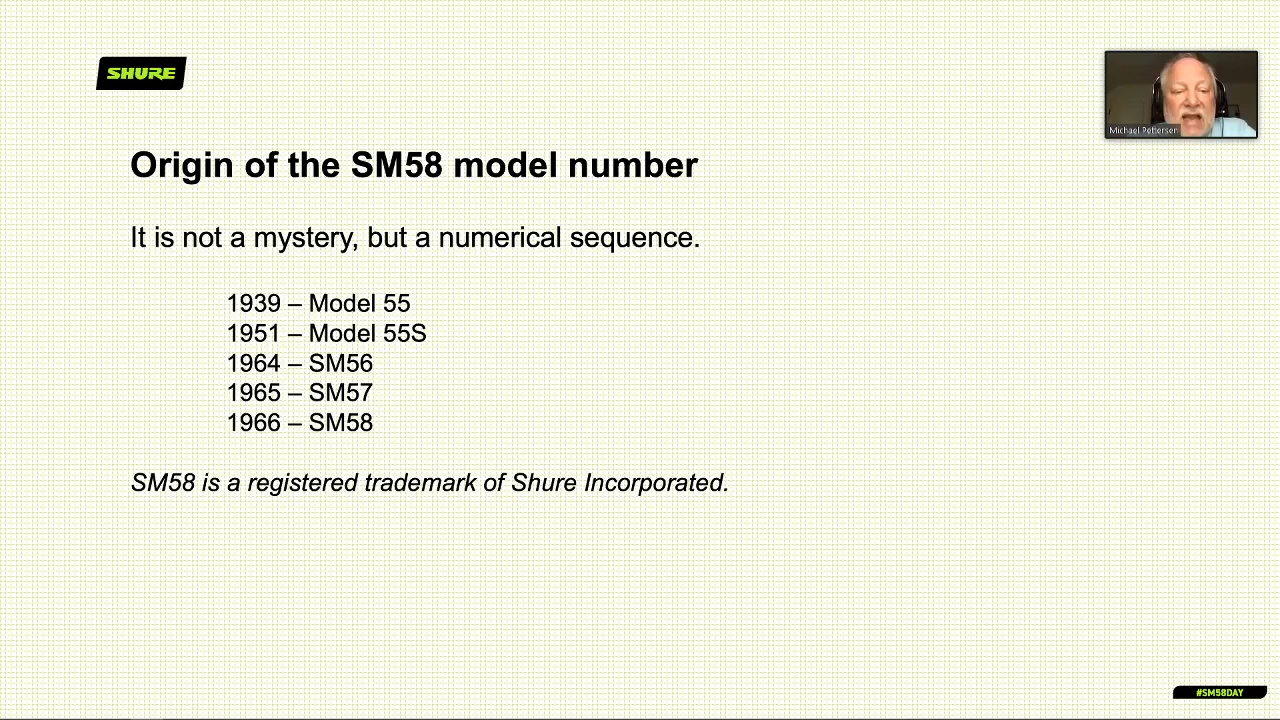 SHURE
Michael Pettersen
Origin of the SM58 model number
It is not a mystery, but a numerical sequence.
1939 – Model 55
1951 – Model 55S
1964 – SM56
1965 – SM57
1966 – SM58
SM58 is a registered trademark of Shure Incorporated.
#SM58DAY